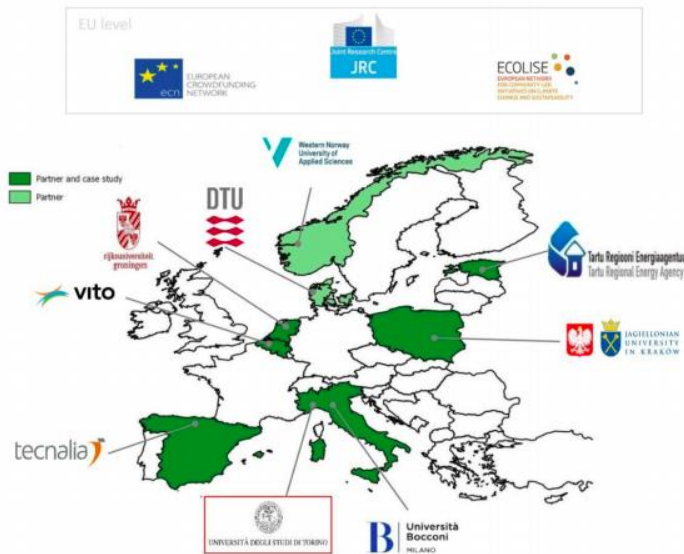 EU level
ecn
EUROPEAN
CROWDFUNDING
NETWORK
Joint Research Centre
JRC
ECOLISE
EUROPEAN NETWORK
FOR COMMUNITY-LED
INITIATIVES ON CLIMATE
CHANGE AND SUSTAINABILITY
Western Norway
University of
Applied Sciences
Partner and case study
Partner
DTU
rijksuniversiteit
groningen
Tartu Regiooni Energiaagentuur
Tartu Regional Energy Agency
vito
JAGIELLONIAN
UNIVERSITY
IN KRAKÓW
tecnalia
UNIVERSITÀ DEGLI STUDI DI TORINO
B
Università
Bocconi
MILANO